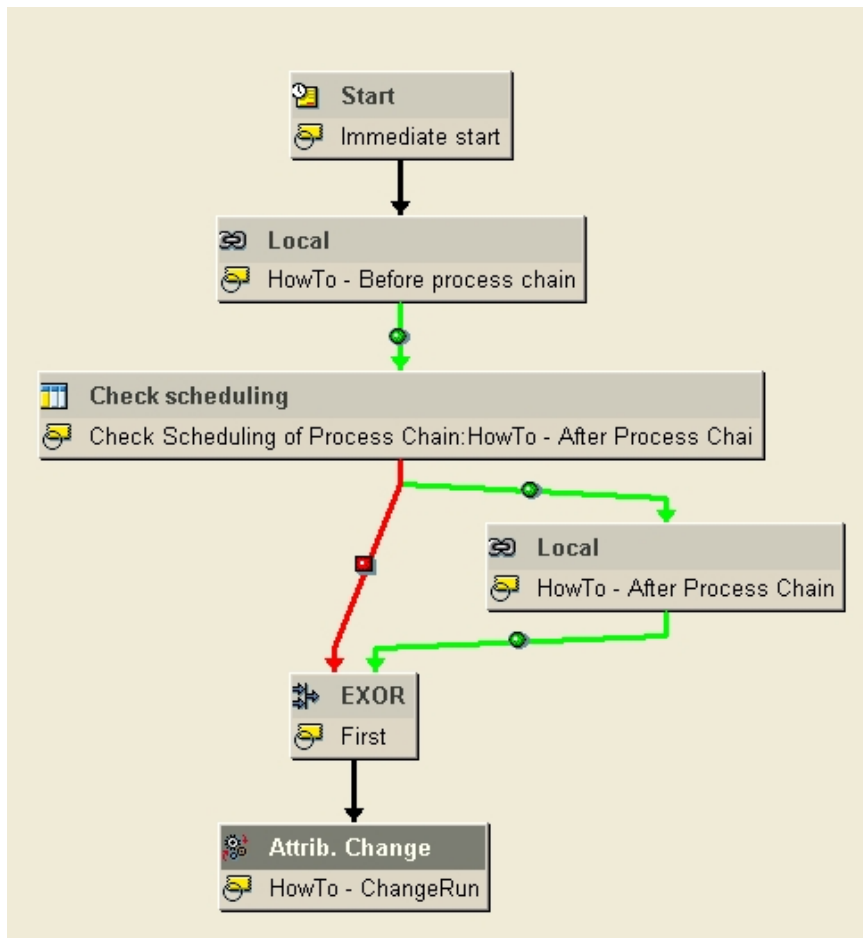 Start
Immediate start
Local
HowTo - Before process chain
Check scheduling
Check Scheduling of Process Chain:HowTo - After Process Chai
Local
HowTo - After Process Chain
EXOR
First
Attrib. Change
HowTo - ChangeRun